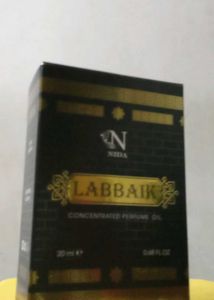 N
NIDA
LABBAIK
CONCENTRATED PERFUME OIL
20 ml ℮ 0.68 FL.OZ